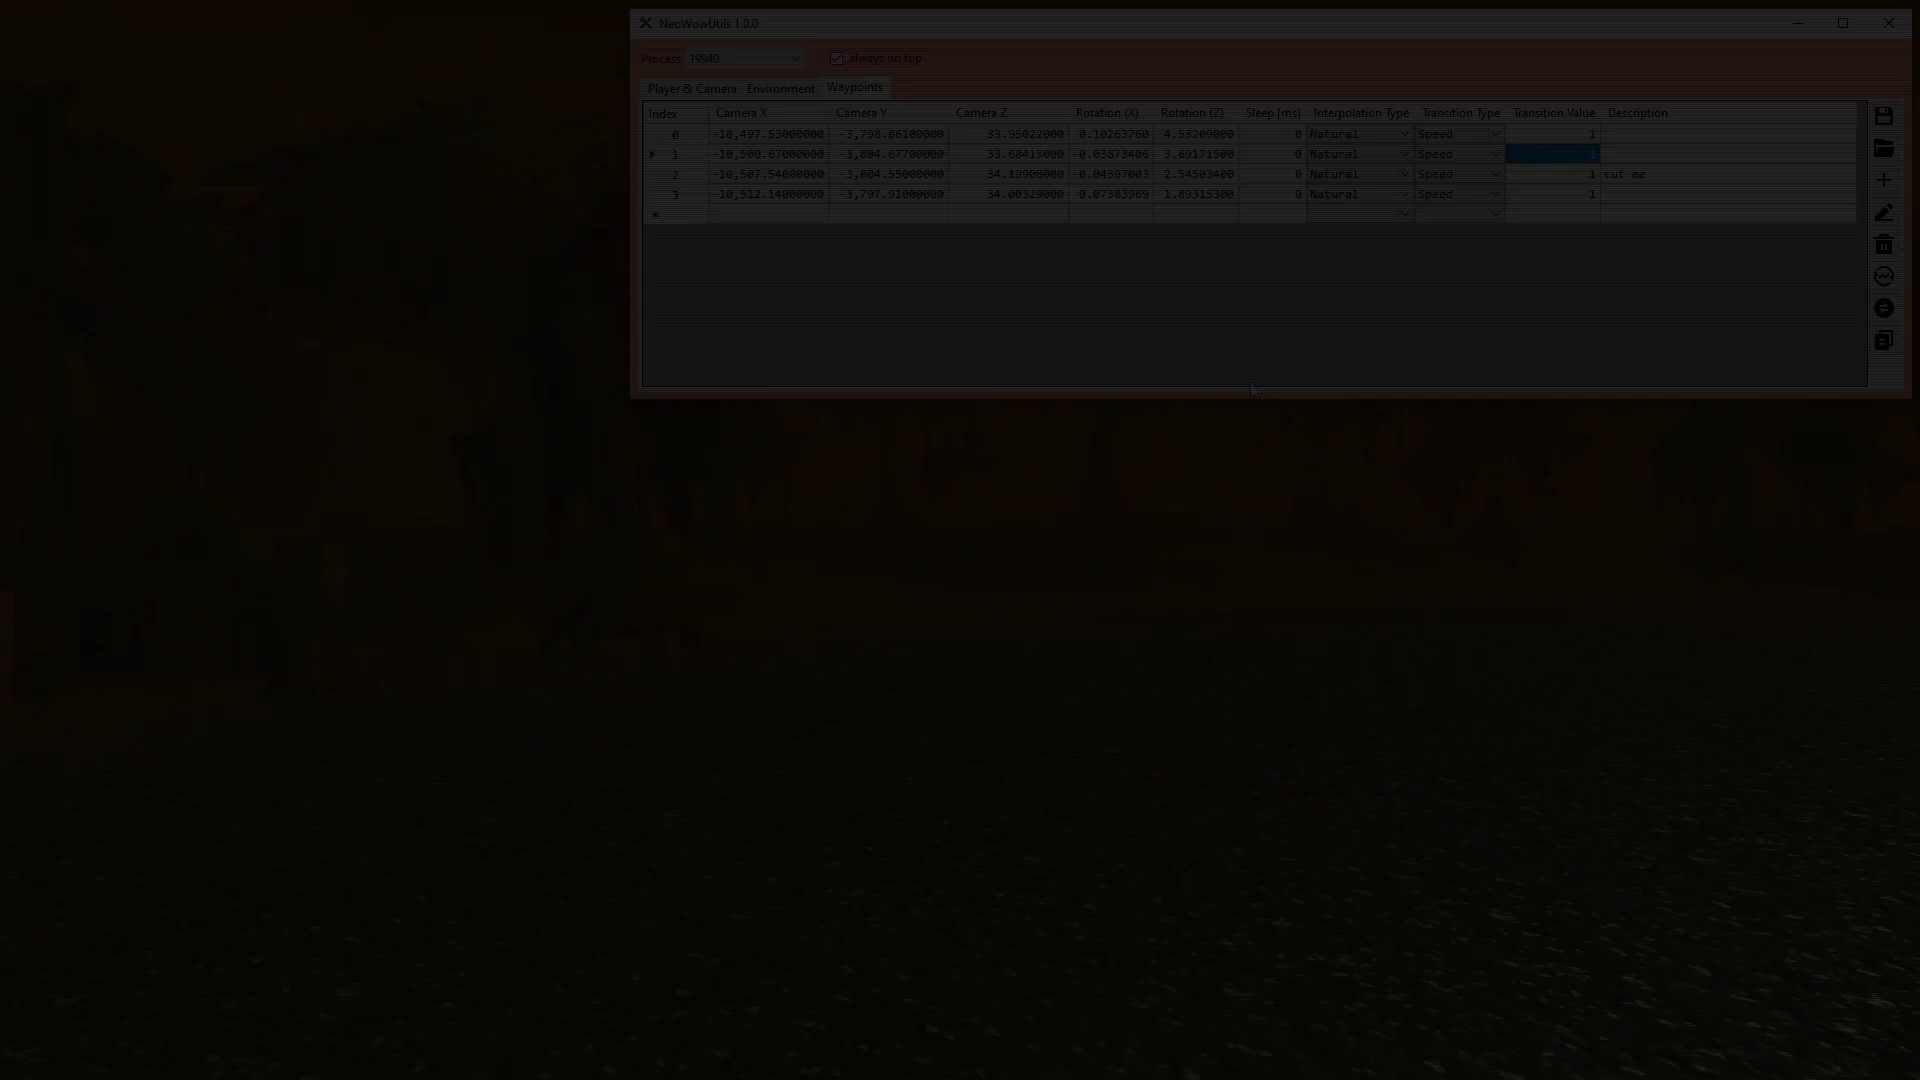 NeoWowUtils 1.0.0
Process 19940 always on top
Player & Camera Environment Waypoints
Index Camera X Camera Y Camera Z Rotation (X) Rotation (Z) Sleep [ms] Interpolation Type Transition Type Transition Value Description
0 -10,497.53000000 -3,798.86100000 33.95022000 0.10263760 4.53209000 0 Natural Speed 1
1 -10,500.67000000 -3,804.67700000 33.68413000 -0.03873406 3.69171500 0 Natural Speed 1
2 -10,507.54000000 -3,804.55000000 34.19908000 -0.04397003 2.54503400 0 Natural Speed 1 cut me
3 -10,512.14000000 -3,797.91000000 34.00329000 0.07383969 1.89315300 0 Natural Speed 1
*